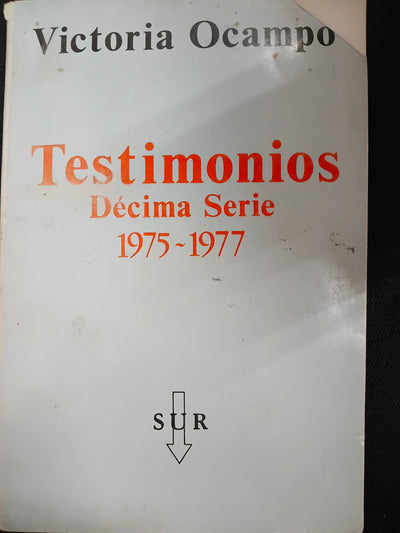 Victoria Ocampo
Testimonios
Décima Serie
1975~1977
SUR